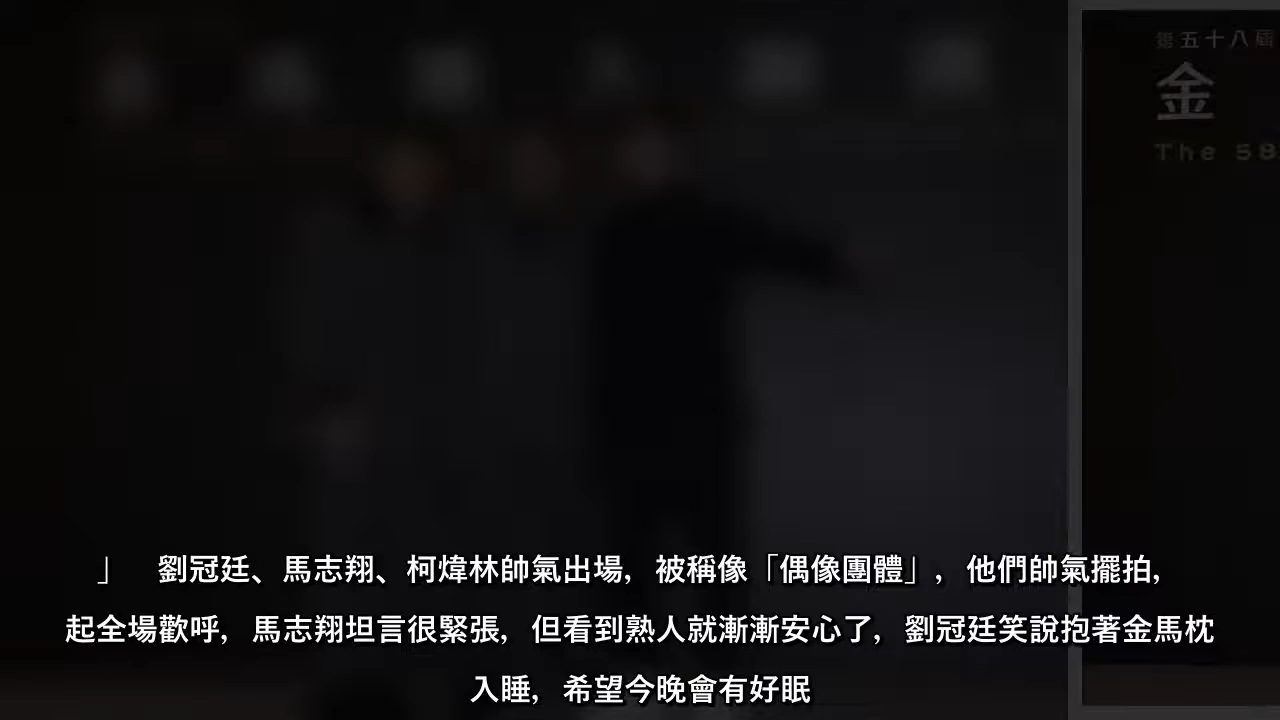 第五十八屆
金
The 58
」 劉冠廷、馬志翔、柯煒林帥氣出場，被稱像「偶像團體」，他們帥氣擺拍，
起全場歡呼，馬志翔坦言很緊張，但看到熟人就漸漸安心了，劉冠廷笑說抱著金馬枕
入睡，希望今晚會有好眠